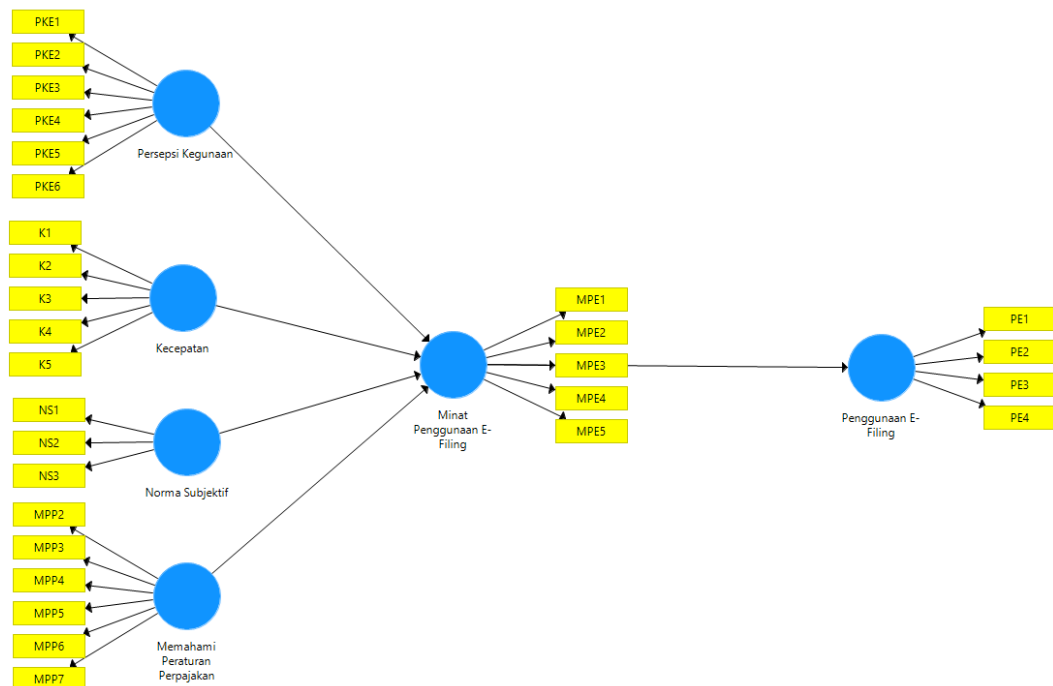 PKE1
PKE2
PKE3
PKE4
PKE5
PKE6
Persepsi Kegunaan
K1
K2
K3
K4
K5
Kecepatan
NS1
NS2
NS3
Norma Subjektif
MPP2
MPP3
MPP4
MPP5
MPP6
MPP7
Memahami
Peraturan
Perpajakan
Minat
Penggunaan E-
Filing
MPE1
MPE2
MPE3
MPE4
MPE5
Penggunaan E-
Filing
PE1
PE2
PE3
PE4